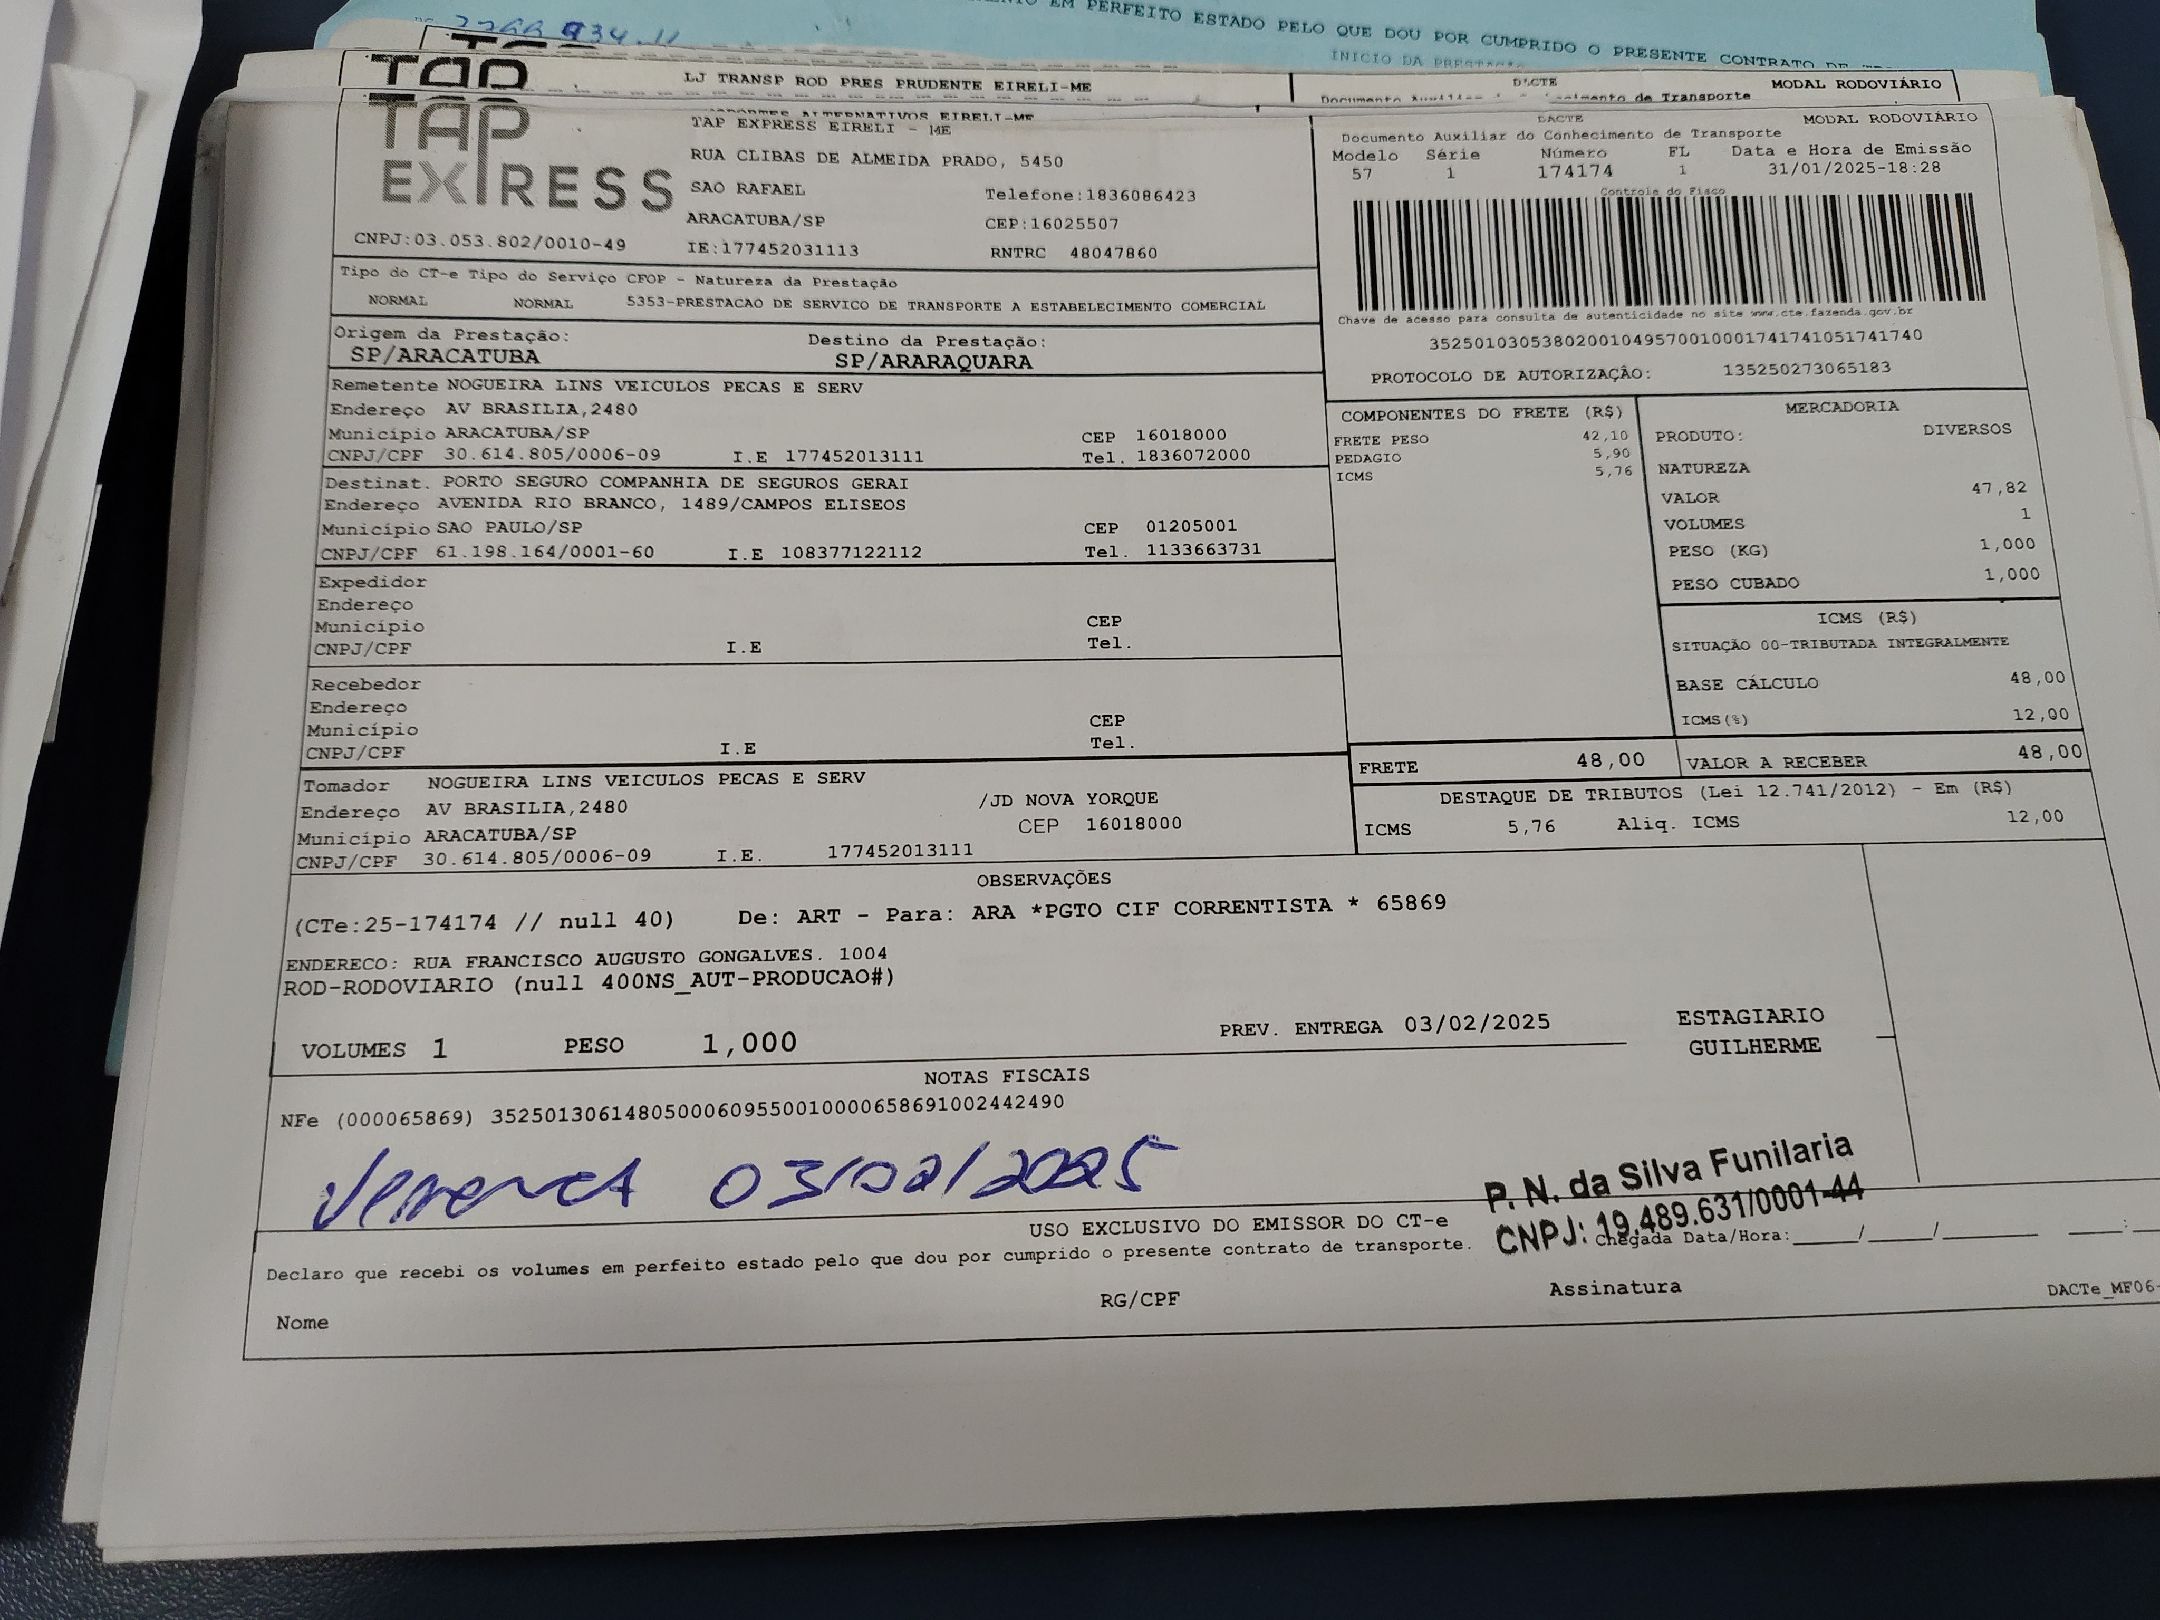 EM PERFEITO ESTADO PELO QUE DOU POR CUMPRIDO O PRESENTE CONTRATO DE
INICIO DA
TAP
LJ TRANSP ROD PRES PRUDENTE EIRELI-ME
DACTE
MODAL RODOVIÁRIO
de Transporte
TAP EXPRESS
CNPJ:03.053.802/0010-49
ALTERNATIVOS EIRELI-ME
TAP EXPRESS EIRELI - ME
RUA CLIBAS DE ALMEIDA PRADO, 5450
SAO RAFAEL Telefone:1836086423
ARACATUBA/SP CEP:16025507
IE:177452031113 RNTRC 48047860
DACTE MODAL RODOVIÁRIO
Documento Auxiliar do Conhecimento de Transporte
Modelo Série Número FL Data e Hora de Emissão
57 1 174174 1 31/01/2025-18:28
Controle do Fisco
Chave de acesso para consulta de autenticidade no site www.cte.fazenda.gov.br
35250103053802001049570010001741741051741740
PROTOCOLO DE AUTORIZAÇÂO: 135250273065183
Tipo do CT-e Tipo do Serviço CFOP - Natureza da Prestação
NORMAL NORMAL 5353-PRESTACAO DE SERVICO DE TRANSPORTE A ESTABELECIMENTO COMERCIAL
Origem da Prestação: Destino da Prestação:
SP/ARACATUBA SP/ARARAQUARA
Remetente NOGUEIRA LINS VEICULOS PECAS E SERV
Endereço AV BRASILIA,2480
Município ARACATUBA/SP CEP 16018000
CNPJ/CPF 30.614.805/0006-09 I.E 177452013111 Tel. 1836072000
Destinat. PORTO SEGURO COMPANHIA DE SEGUROS GERAI
Endereço AVENIDA RIO BRANCO, 1489/CAMPOS ELISEOS
Município SAO PAULO/SP CEP 01205001
CNPJ/CPF 61.198.164/0001-60 I.E 108377122112 Tel. 1133663731
Expedidor
Endereço
Município CEP
CNPJ/CPF I.E Tel.
Recebedor
Endereço
Município CEP
CNPJ/CPF I.E Tel.
Tomador NOGUEIRA LINS VEICULOS PECAS E SERV
Endereço AV BRASILIA,2480 /JD NOVA YORQUE
Município ARACATUBA/SP CEP 16018000
CNPJ/CPF 30.614.805/0006-09 I.E. 177452013111
COMPONENTES DO FRETE (R$)
FRETE PESO 42,10
PEDAGIO 5,90
ICMS 5,76
MERCADORIA
PRODUTO: DIVERSOS
NATUREZA
VALOR 47,82
VOLUMES 1
PESO (KG) 1,000
PESO CUBADO 1,000
ICMS (R$)
SITUAÇÃO 00-TRIBUTADA INTEGRALMENTE
BASE CÁLCULO 48,00
ICMS(%) 12,00
FRETE 48,00 VALOR A RECEBER 48,00
DESTAQUE DE TRIBUTOS (Lei 12.741/2012) - Em (R$)
ICMS 5,76 Aliq. ICMS 12,00
OBSERVAÇÕES
(CTe:25-174174 // null 40) De: ART - Para: ARA *PGTO CIF CORRENTISTA * 65869
ENDERECO: RUA FRANCISCO AUGUSTO GONGALVES. 1004
ROD-RODOVIARIO (null 400NS_AUT-PRODUCAO#)
VOLUMES 1 PESO 1,000 PREV. ENTREGA 03/02/2025
ESTAGIARIO
GUILHERME
NOTAS FISCAIS
NFe (000065869) 35250130614805000609550010000658691002442490
03/02/2025
P. N. da Silva Funilaria
CNPJ: 19.489.631/0001-44
USO EXCLUSIVO DO EMISSOR DO CT-e
Chegada Data/Hora:_____/_____/_______ ____:
Declaro que recebi os volumes em perfeito estado pelo que dou por cumprido o presente contrato de transporte.
Nome RG/CPF Assinatura
DACTe_MF06-